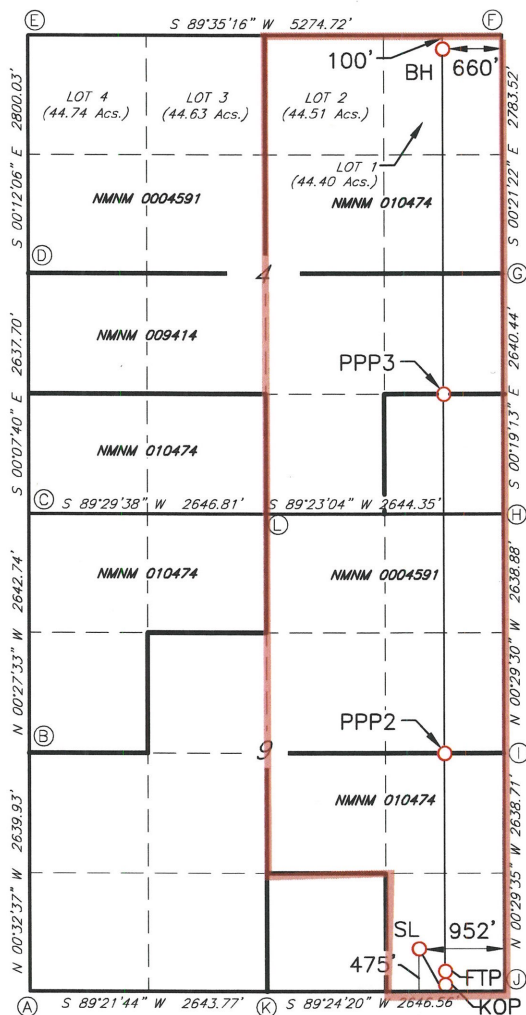 E
S 89°35'16" W 5274.72'
F
100'
BH
660'
2800.03'
S 00°12'06" E
LOT 4
(44.74 Acs.)
LOT 3
(44.63 Acs.)
LOT 2
(44.51 Acs.)
LOT 1
(44.40 Acs.)
2783.52'
S 00°21'22" E
NMNM 0004591
NMNM 010474
D
4
G
2637.70'
S 00°07'40" E
NMNM 009414
PPP3
2640.44'
S 00°19'13" E
NMNM 010474
C
S 89°29'38" W 2646.81'
S 89°23'04" W 2644.35'
L
H
2642.74'
N 00°27'33" W
NMNM 010474
NMNM 0004591
2638.88'
N 00°29'30" W
PPP2
B
9
I
2639.93'
N 00°32'37" W
NMNM 010474
2638.71'
N 00°29'35" W
SL
952'
475'
FTP
J
KOP
A
S 89°21'44" W 2643.77'
K
S 89°24'20" W 2646.56'